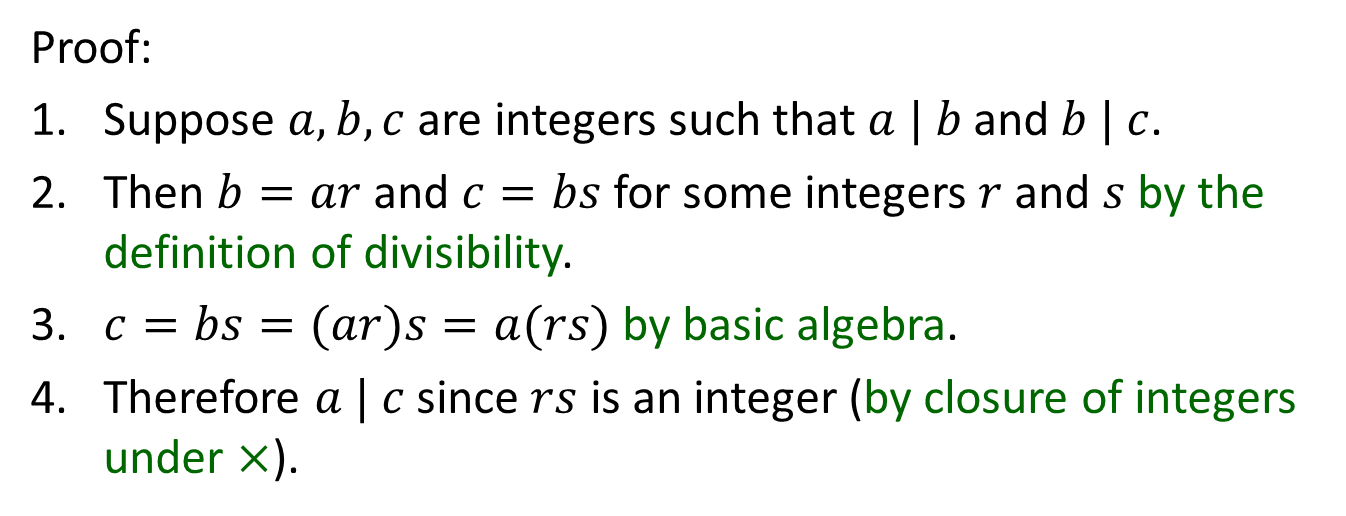 Proof:
1. Suppose 𝑎, 𝑏, 𝑐 are integers such that 𝑎 | 𝑏 and 𝑏 | 𝑐.
2. Then 𝑏 = 𝑎𝑟 and 𝑐 = 𝑏𝑠 for some integers 𝑟 and 𝑠 by the
definition of divisibility.
3. 𝑐 = 𝑏𝑠 = (𝑎𝑟)𝑠 = 𝑎(𝑟𝑠) by basic algebra.
4. Therefore 𝑎 | 𝑐 since 𝑟𝑠 is an integer (by closure of integers
under ×).